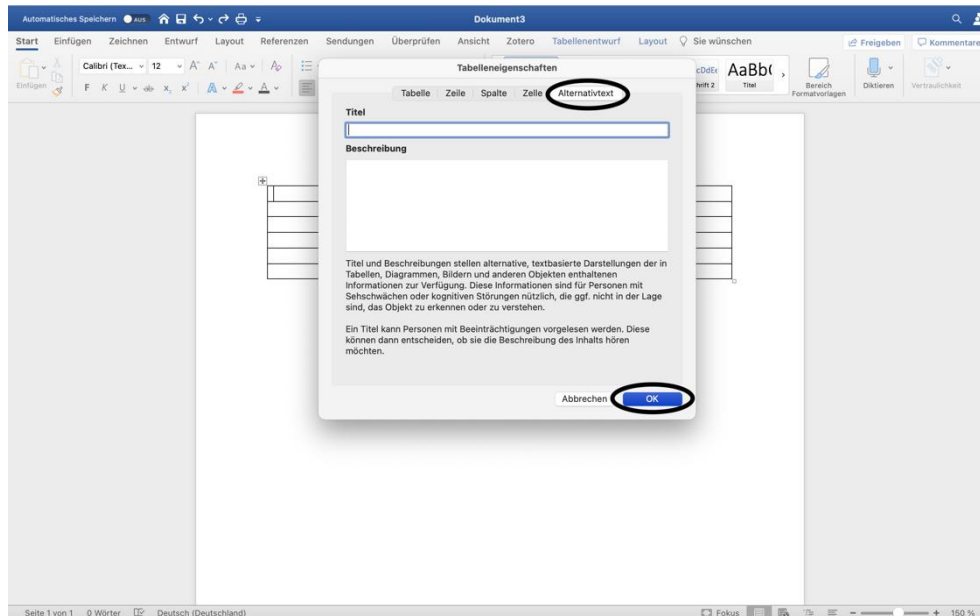 Automatisches Speichern AUS Dokument3
Start Einfügen Zeichnen Entwurf Layout Referenzen Sendungen Überprüfen Ansicht Zotero Tabellenentwurf Layout Sie wünschen Freigeben Kommentare
Calibri (Tex... 12 A A Aa A AaBb(
Einfügen F K U ab x x A A hrift 2 Titel Bereich Formatvorlagen Diktieren Vertraulichkeit
Tabelleneigenschaften
Tabelle Zeile Spalte Zelle Alternativtext
Titel
Beschreibung
Titel und Beschreibungen stellen alternative, textbasierte Darstellungen der in
Tabellen, Diagrammen, Bildern und anderen Objekten enthaltenen
Informationen zur Verfügung. Diese Informationen sind für Personen mit
Sehschwächen oder kognitiven Störungen nützlich, die ggf. nicht in der Lage
sind, das Objekt zu erkennen oder zu verstehen.
Ein Titel kann Personen mit Beeinträchtigungen vorgelesen werden. Diese
können dann entscheiden, ob sie die Beschreibung des Inhalts hören
möchten.
Abbrechen OK
Seite 1 von 1 0 Wörter Deutsch (Deutschland) Fokus 150 %